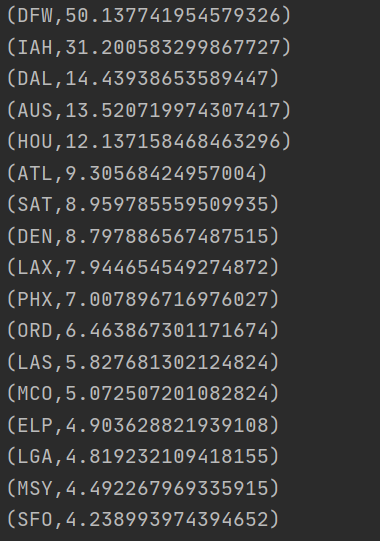 (DFW,50.137741954579326)
(IAH,31.200583299867727)
(DAL,14.43938653589447)
(AUS,13.520719974307417)
(HOU,12.137158468463296)
(ATL,9.30568424957004)
(SAT,8.959785559509935)
(DEN,8.797886567487515)
(LAX,7.944654549274872)
(PHX,7.007896716976027)
(ORD,6.463867301171674)
(LAS,5.827681302124824)
(MCO,5.072507201082824)
(ELP,4.903628821939108)
(LGA,4.819232109418155)
(MSY,4.492267969335915)
(SFO,4.238993974394652)